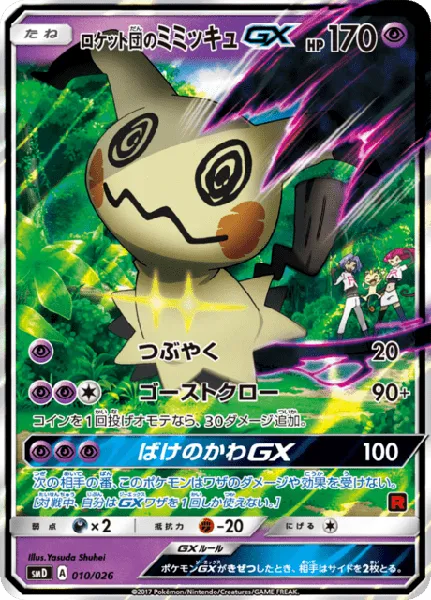 たね ロケット団のミミッキュGX HP 170
つぶやく 20
ゴーストクロー 90+
コインを1回投げオモテなら、30ダメージ追加。
ばけのかわGX 100
次の相手の番、このポケモンはワザのダメージや効果を受けない。
[対戦中、自分はGXワザを1回しか使えない。]
弱点 ×2 抵抗力 -20 にげる
Illus.Yasuda Shuhei GXルール
SMD A 010/026 ポケモンGXがきぜつしたとき、相手はサイドを2枚とる。
©2017 Pokémon/Nintendo/Creatures/GAME FREAK.